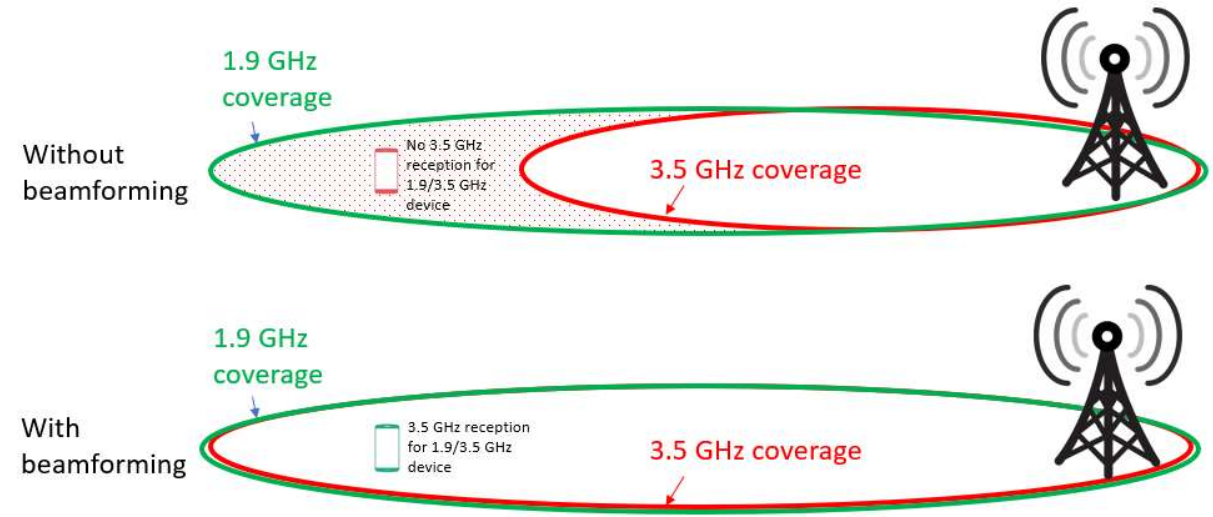 1.9 GHz
coverage
Without
beamforming
No 3.5 GHz
reception for
1.9/3.5 GHz
device
3.5 GHz coverage
1.9 GHz
coverage
With
beamforming
3.5 GHz reception
for 1.9/3.5 GHz
device
3.5 GHz coverage